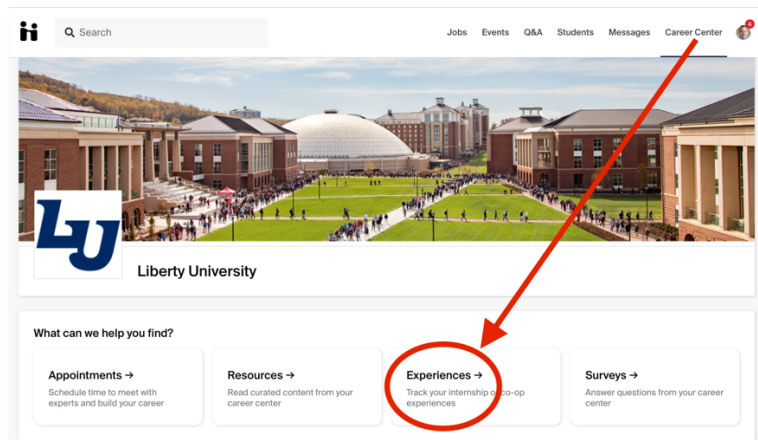 Search
Jobs Events Q&A Students Messages Career Center 4
LU
Liberty University
What can we help you find?
Appointments →
Schedule time to meet with
experts and build your career
Resources →
Read curated content from your
career center
Experiences →
Track your internship or co-op
experiences
Surveys →
Answer questions from your career
center